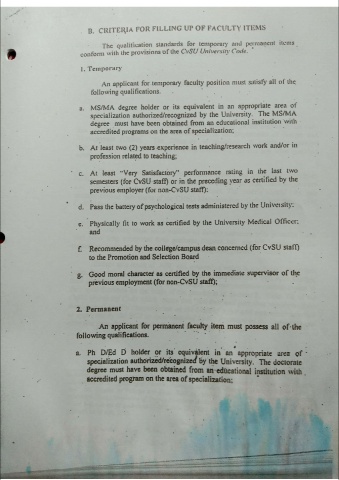 B. CRITERIA FOR FILLING UP OF FACULTY ITEMS
The qualification standards for temporary and permanent items
conform with the provisions of the CvSU University Code.
1. Temporary
An applicant for temporary faculty position must satisfy all of the
following qualifications.
a. MS/MA degree holder or its equivalent in an appropriate area of
specialization authorized/recognized by the University. The MS/MA
degree must have been obtained from an educational institution with
accredited programs on the area of specialization;
b. At least two (2) years experience in teaching/research work and/or in
profession related to teaching;
c. At least "Very Satisfactory" performance rating in the last two
semesters (for CvSU staff) or in the preceding year as certified by the
previous employer (for non-CvSU staff);
d. Pass the battery of psychological tests administered by the University;
e. Physically fit to work as certified by the University Medical Officer;
and
f. Recommended by the college/campus dean concerned (for CvSU staff)
to the Promotion and Selection Board
g. Good moral character as certified by the immediate supervisor of the
previous employment (for non-CvSU staff);
2. Permanent
An applicant for permanent faculty item must possess all of the
following qualifications.
a. Ph D/Ed D holder or its equivalent in an appropriate area of
specialization authorized/recognized by the University. The doctorate
degree must have been obtained from an educational institution with
accredited program on the area of specialization;